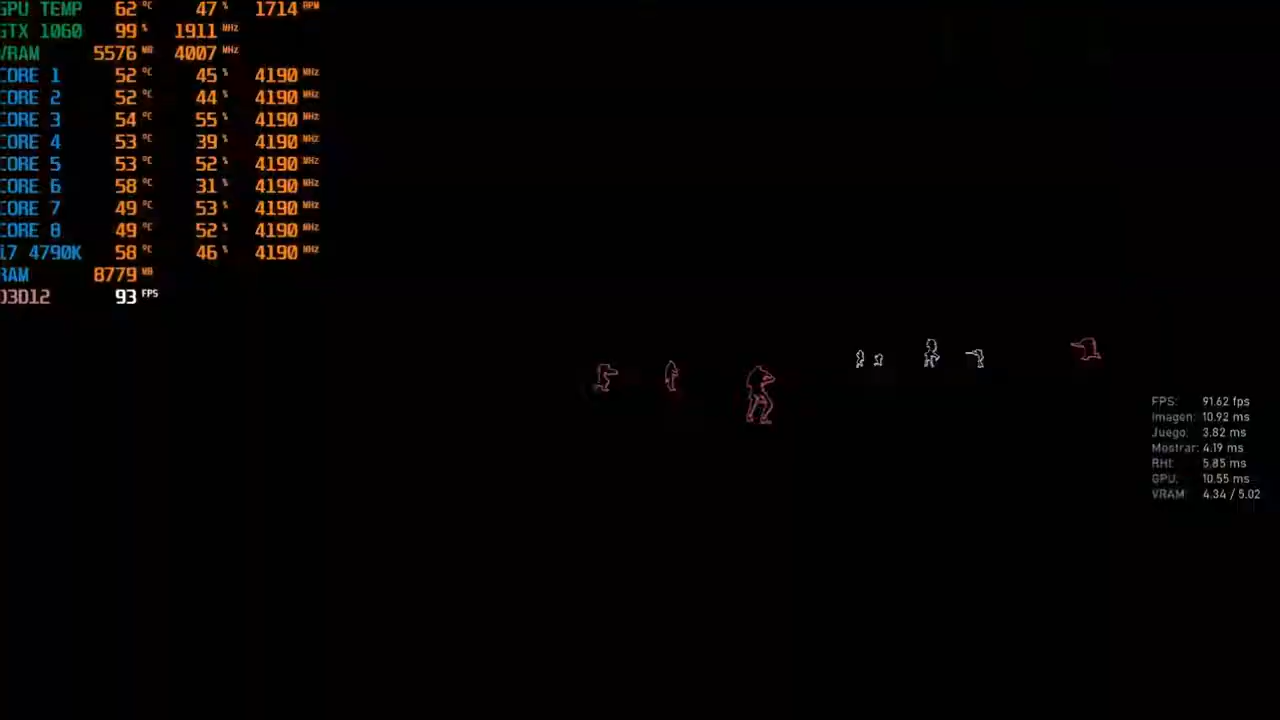 GPU TEMP 62 °C 47 % 1714 RPM
GTX 1060 99 % 1911 MHz
VRAM 5576 MB 4007 MHz
CORE 1 52 °C 45 % 4190 MHz
CORE 2 52 °C 44 % 4190 MHz
CORE 3 54 °C 55 % 4190 MHz
CORE 4 53 °C 39 % 4190 MHz
CORE 5 53 °C 52 % 4190 MHz
CORE 6 58 °C 31 % 4190 MHz
CORE 7 49 °C 53 % 4190 MHz
CORE 8 49 °C 52 % 4190 MHz
i7 4790K 58 °C 46 % 4190 MHz
RAM 8779 MB
D3D12 93 FPS
FPS: 91.62 fps
Imagen: 10.92 ms
Juego: 3.82 ms
Mostrar: 4.19 ms
RHI: 5.85 ms
GPU: 10.55 ms
VRAM: 4.34 / 5.02